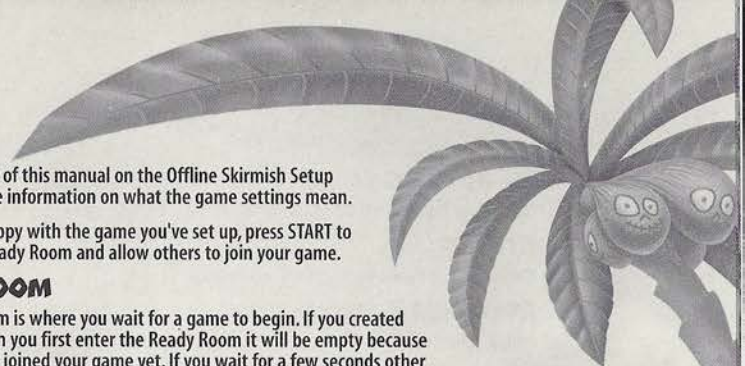 of this manual on the Offline Skirmish Setup
information on what the game settings mean.
with the game you've set up, press START to
Room and allow others to join your game.
is where you wait for a game to begin. If you created
you first enter the Ready Room it will be empty because
joined your game yet. If you wait for a few seconds other